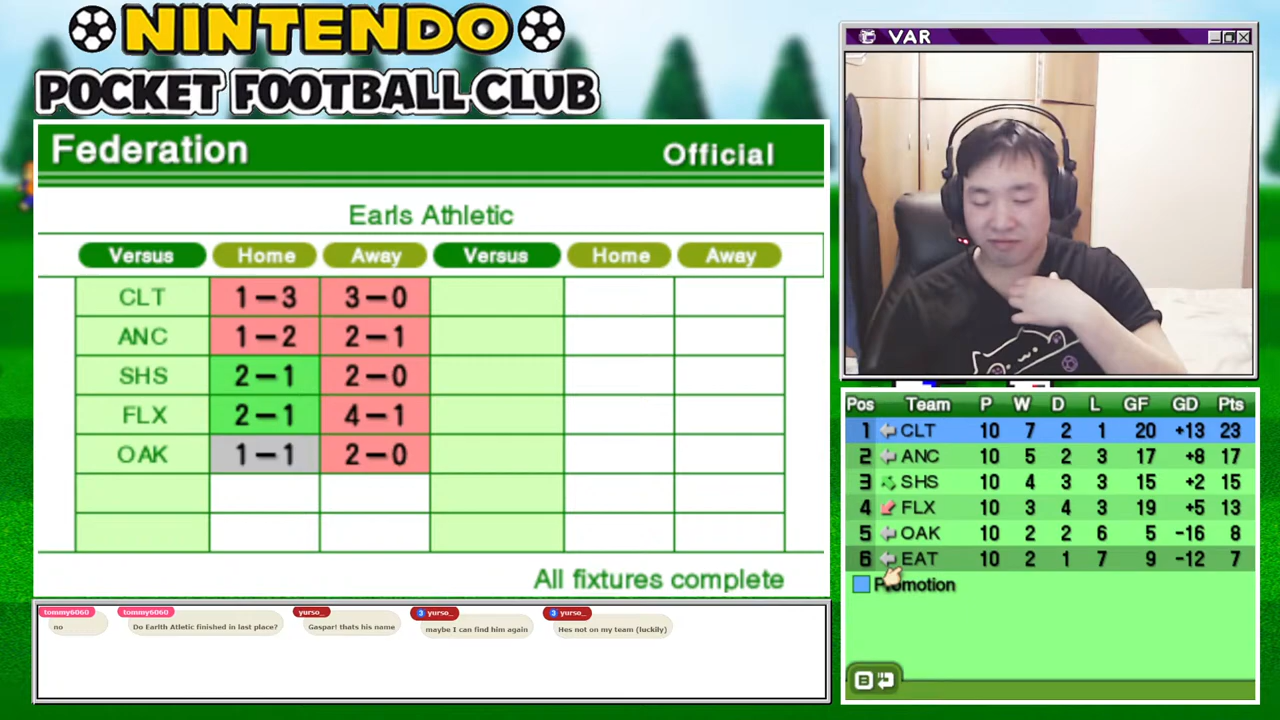 NINTENDO
POCKET FOOTBALL CLUB
VAR
Federation
Official
Earls Athletic
Versus Home Away Versus Home Away
CLT 1-3 3-0
ANC 1-2 2-1
SHS 2-1 2-0
FLX 2-1 4-1
OAK 1-1 2-0
All fixtures complete
Pos Team P W D L GF GD Pts
1 CLT 10 7 2 1 20 +13 23
2 ANC 10 5 2 3 17 +8 17
3 SHS 10 4 3 3 15 +2 15
4 FLX 10 3 4 3 19 +5 13
5 OAK 10 2 2 6 5 -16 8
6 EAT 10 2 1 7 9 -12 7
Promotion
B
tommy6060
no
tommy6060
Do Earlth Atletic finished in last place?
yurso_
Gaspar! thats his name
3 yurso_
maybe I can find him again
3 yurso_
Hes not on my team (luckily)